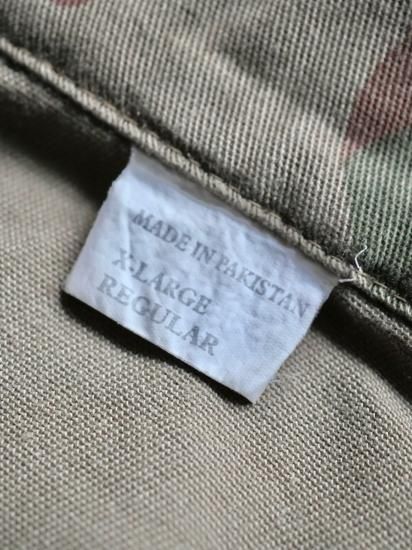 MADE IN PAKISTAN
X-LARGE
REGULAR